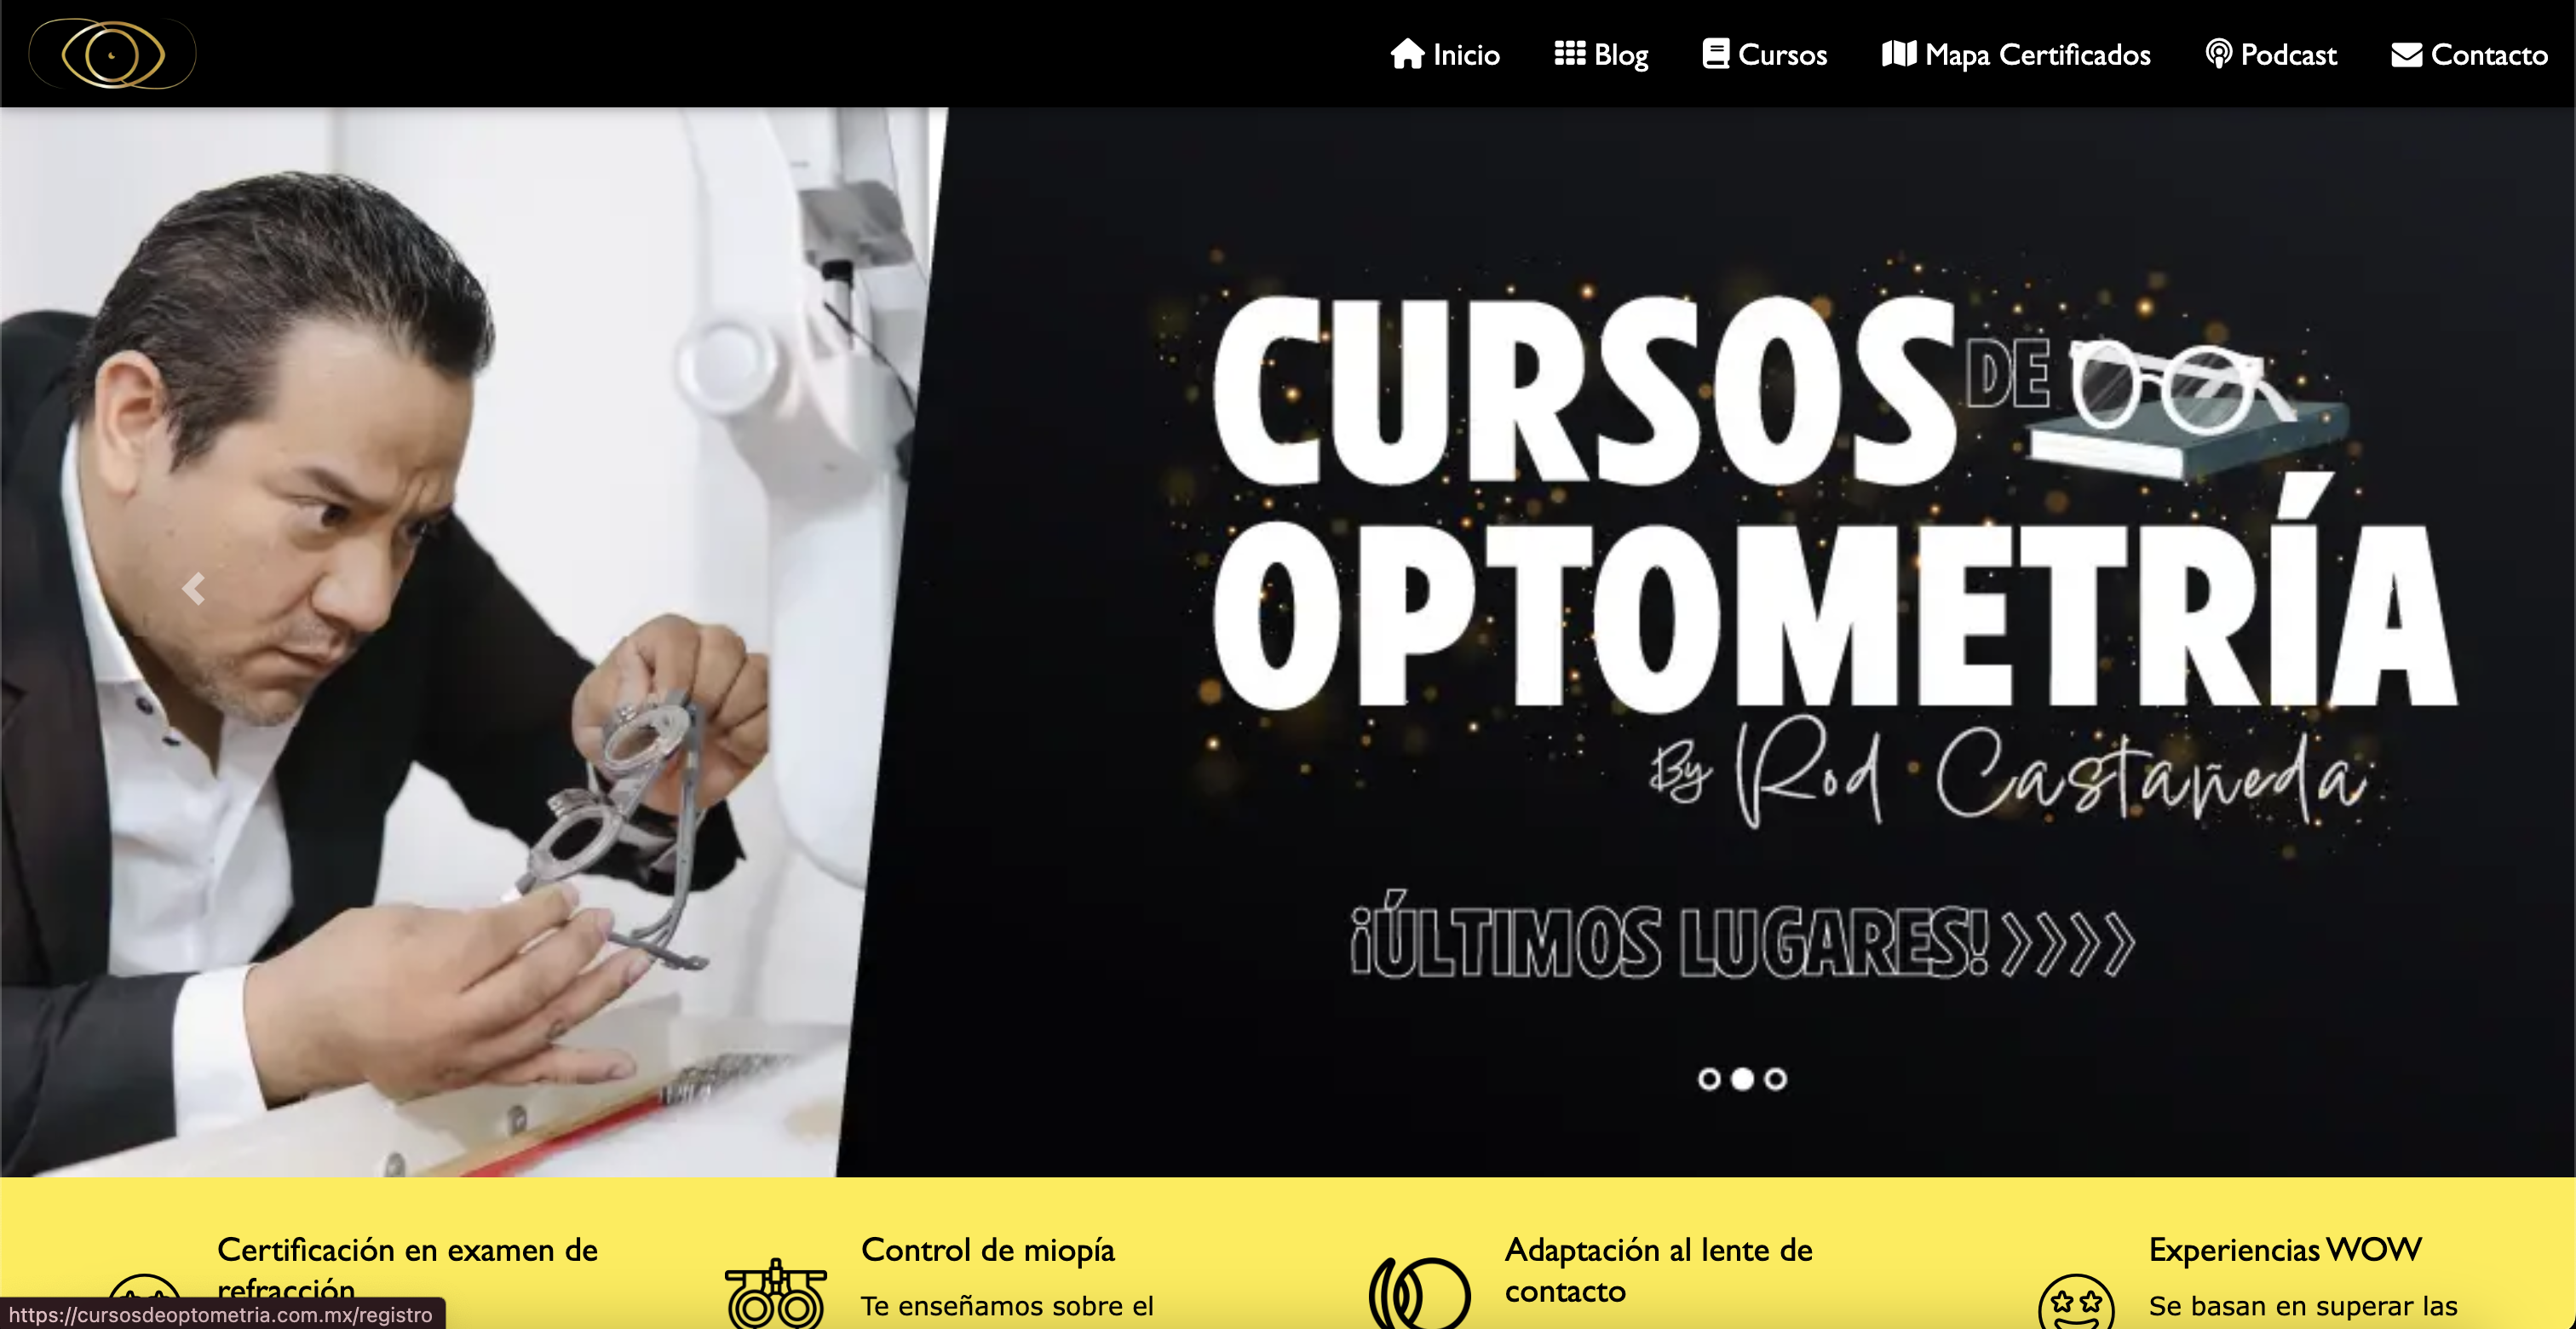 Inicio
Blog
Cursos
Mapa Certificados
Podcast
Contacto
CURSOS DE
OPTOMETRÍA
By Rod Castañeda
¡ÚLTIMOS LUGARES! >>>>
Certificación en examen de
refracción
Control de miopía
Te enseñamos sobre el
Adaptación al lente de
contacto
Experiencias WOW
Se basan en superar las
https://cursosdeoptometria.com.mx/registro